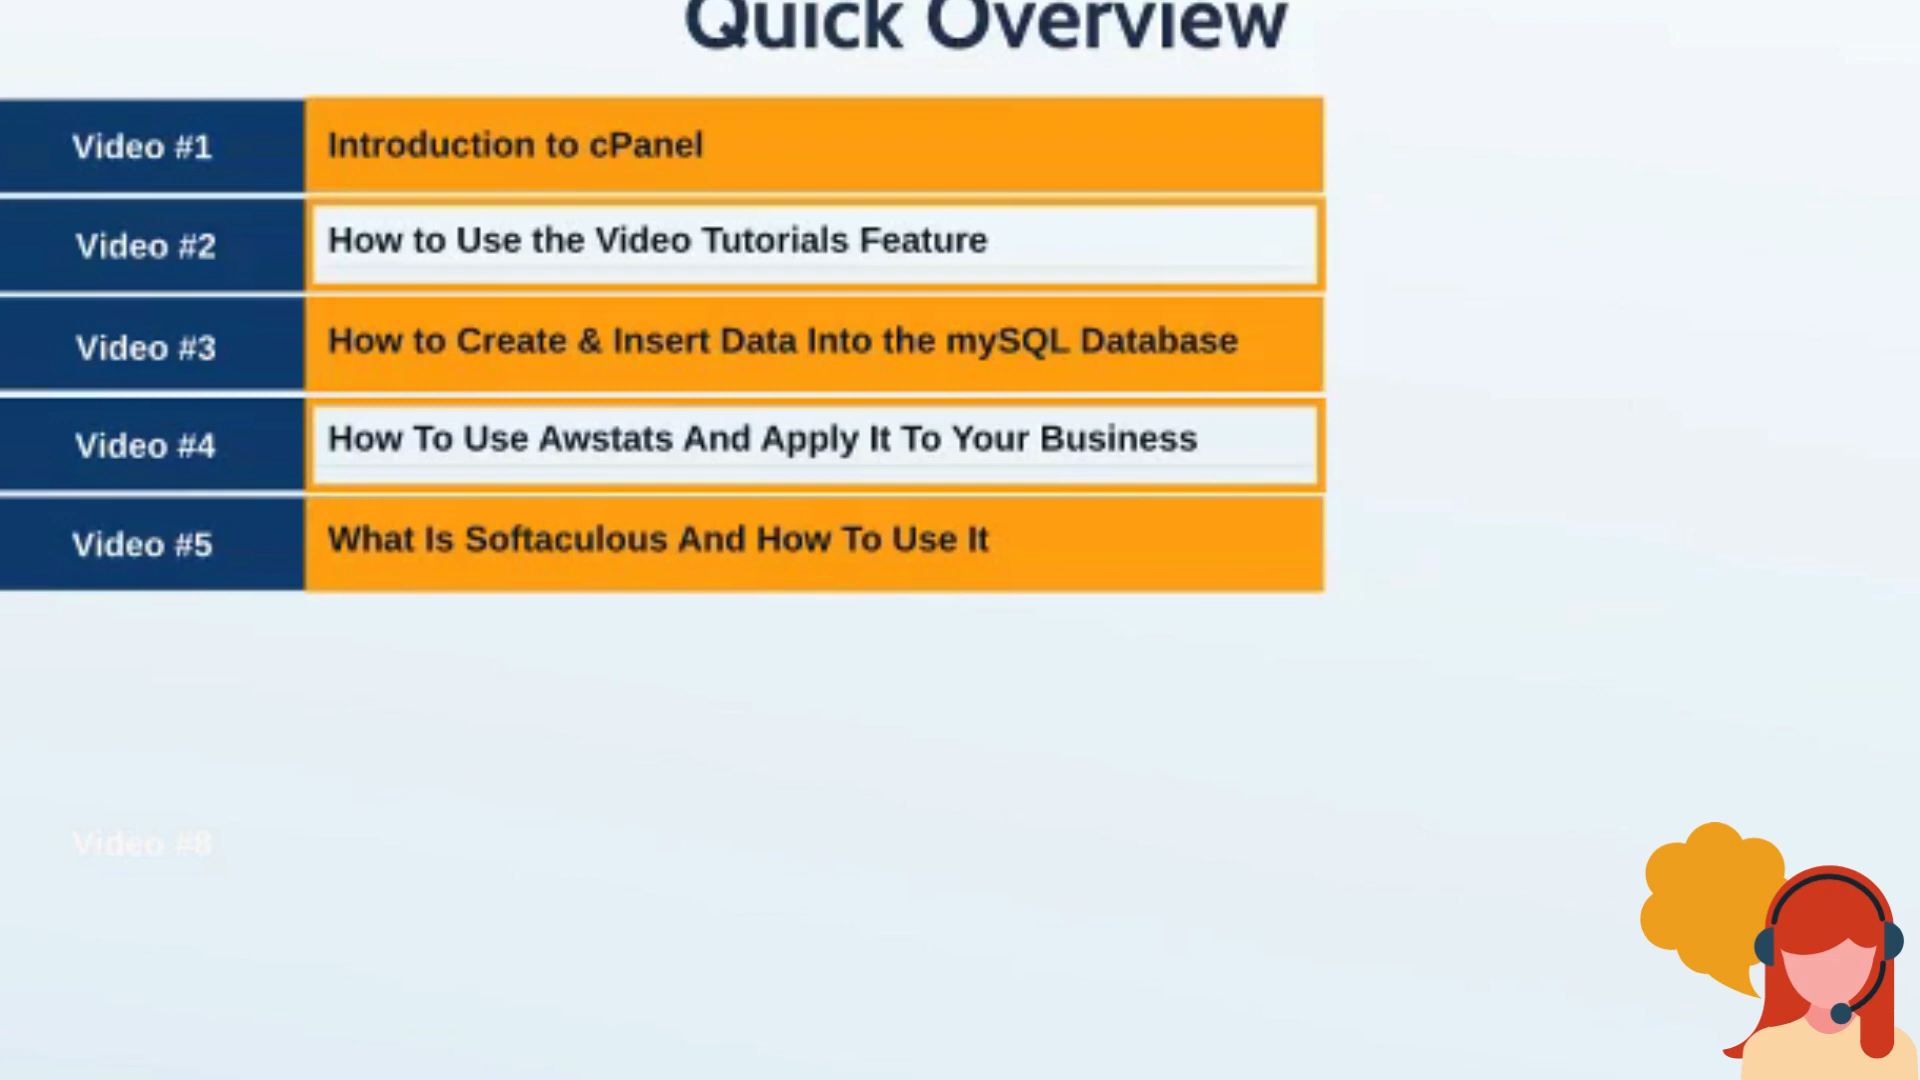 Quick Overview
Video #1 Introduction to cPanel
Video #2 How to Use the Video Tutorials Feature
Video #3 How to Create & Insert Data Into the mySQL Database
Video #4 How To Use Awstats And Apply It To Your Business
Video #5 What Is Softaculous And How To Use It
Video #8